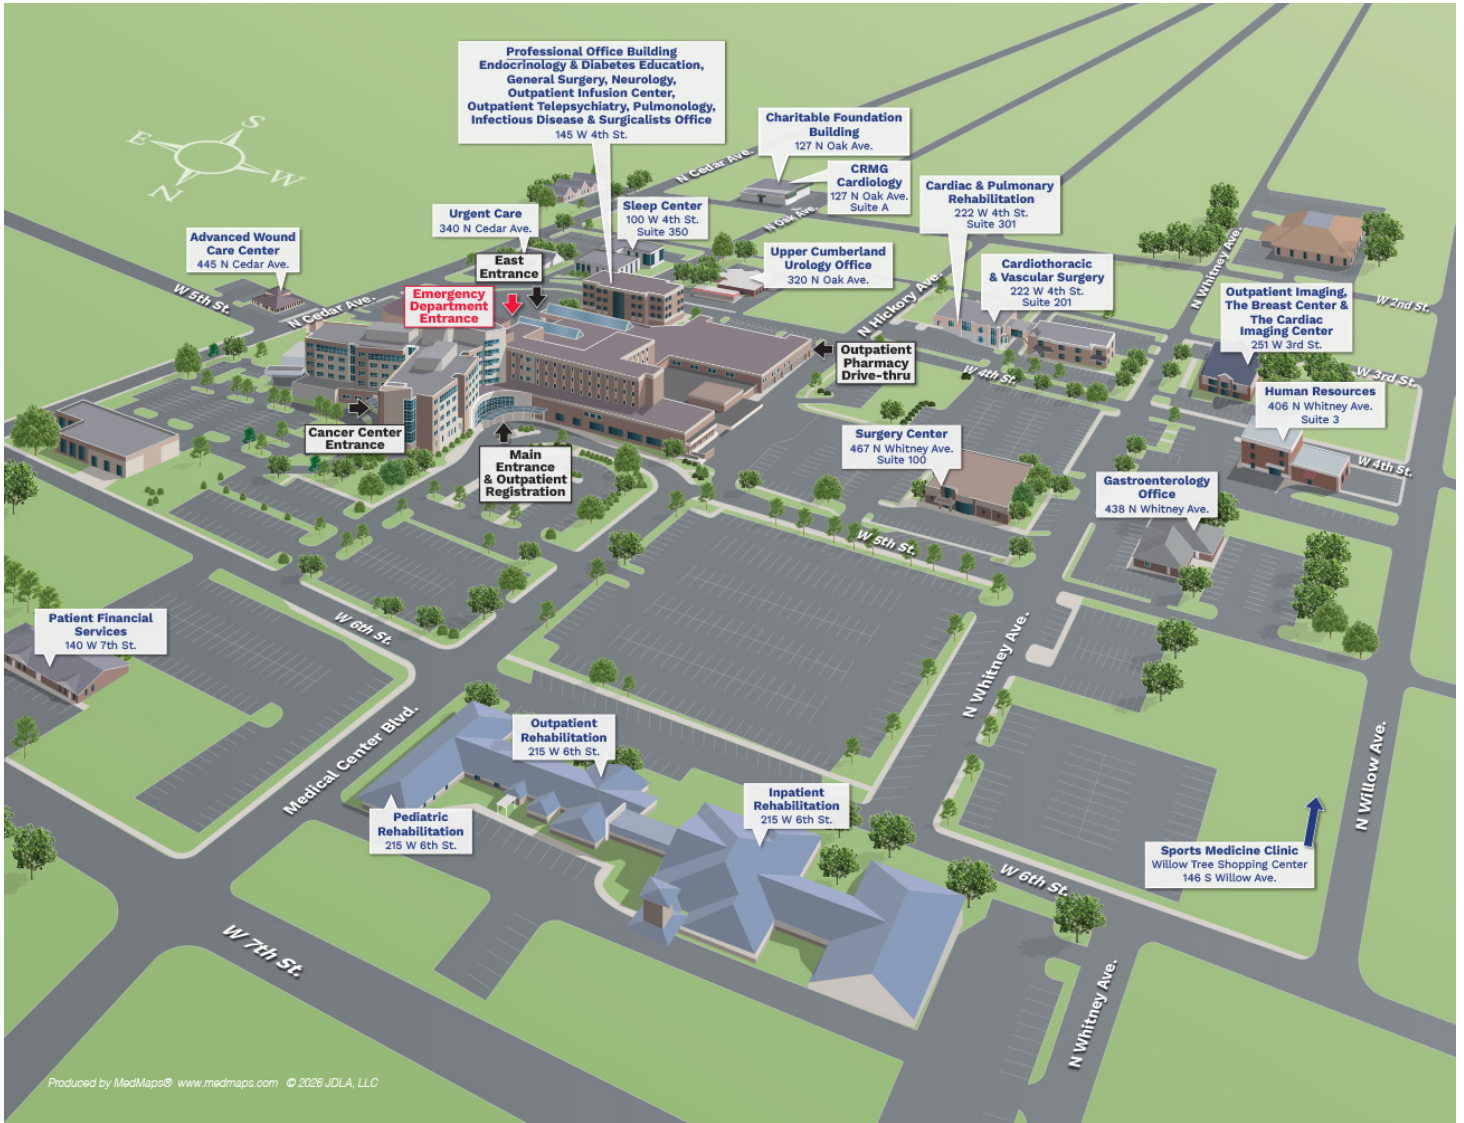 Professional Office Building
Endocrinology & Diabetes Education,
General Surgery, Neurology,
Outpatient Infusion Center,
Outpatient Telepsychiatry, Pulmonology,
Infectious Disease & Surgicalists Office
145 W 4th St.
Charitable Foundation
Building
127 N Oak Ave.
S
E
W
N
N Cedar Ave.
CRMG
Cardiology
127 N Oak Ave.
Suite A
Cardiac & Pulmonary
Rehabilitation
222 W 4th St.
Suite 301
Urgent Care
340 N Cedar Ave.
Sleep Center
100 W 4th St.
Suite 350
N Oak Ave.
Advanced Wound
Care Center
445 N Cedar Ave.
East
Entrance
Upper Cumberland
Urology Office
320 N Oak Ave.
Cardiothoracic
& Vascular Surgery
222 W 4th St.
Suite 201
N Whitney Ave.
W 5th St.
N Cedar Ave.
Emergency
Department
Entrance
N Hickory Ave.
Outpatient Imaging,
The Breast Center &
The Cardiac
Imaging Center
251 W 3rd St.
W 2nd St.
Outpatient
Pharmacy
Drive-thru
W 4th St.
W 3rd St.
Human Resources
406 N Whitney Ave.
Suite 3
Cancer Center
Entrance
Main
Entrance
& Outpatient
Registration
Surgery Center
467 N Whitney Ave.
Suite 100
W 4th St.
Gastroenterology
Office
438 N Whitney Ave.
W 5th St.
Patient Financial
Services
140 W 7th St.
W 6th St.
N Whitney Ave.
Medical Center Blvd.
Outpatient
Rehabilitation
215 W 6th St.
N Willow Ave.
Pediatric
Rehabilitation
215 W 6th St.
Inpatient
Rehabilitation
215 W 6th St.
Sports Medicine Clinic
Willow Tree Shopping Center
146 S Willow Ave.
W 6th St.
W 7th St.
N Whitney Ave.
Produced by MedMaps® www.medmaps.com © 2026 JDLA, LLC